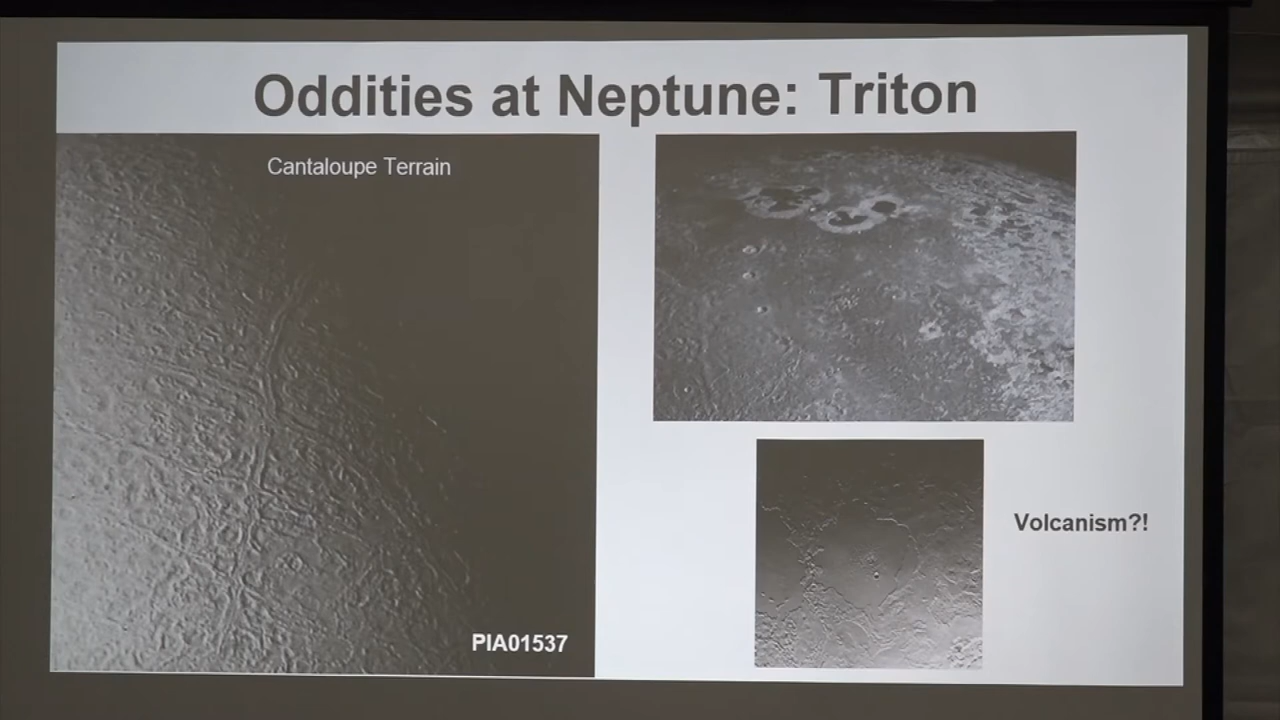 Oddities at Neptune: Triton
Cantaloupe Terrain
PIA01537
Volcanism?!